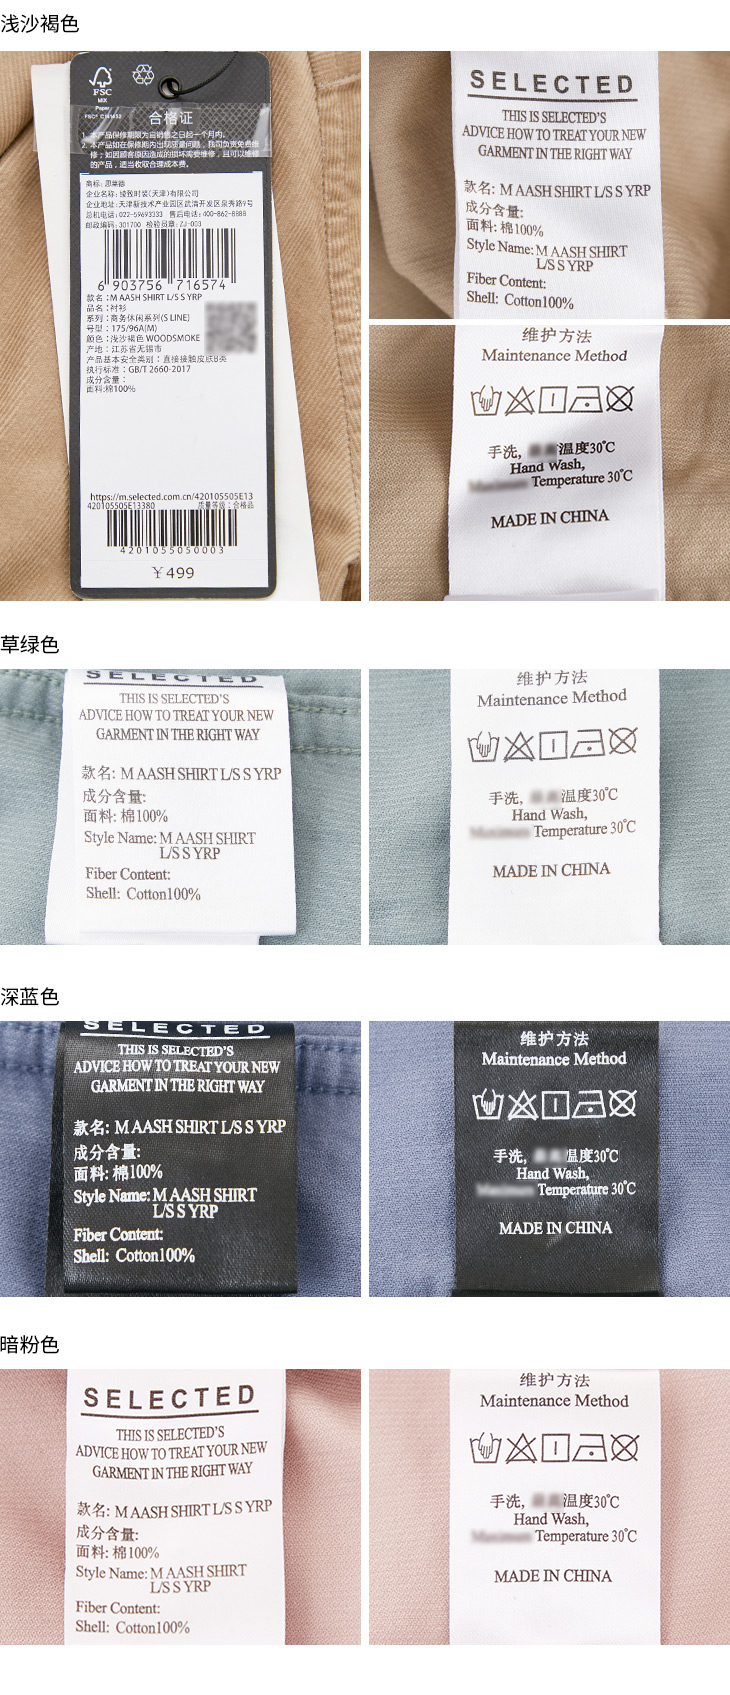 浅沙褐色
FSC
MIX
Paper
FSC® C141453
合格证
1. 本产品保修期限为自销售之日起一个月内。
2. 本产品如在保修期内出现质量问题，我司负责免费维
修；如因顾客原因造成的损坏需要维修，且可以维修
的产品，适当收取合理成本费。
商标：思莱德
企业名称：绫致时装(天津)有限公司
企业地址：天津新技术产业园区武清开发区泉秀路9号
总机电话：022-59693333 售后电话：400-862-8888
邮政编码：301700 检验员章：ZJ-003
6 903756 716574
款名：M AASH SHIRT L/S S YRP
品名：衬衫
系列：商务休闲系列(S LINE)
号型：175/96A(M)
颜色：浅沙褐色 WOODSMOKE
产地：江苏省无锡市
产品基本安全类别：直接接触皮肤B类
执行标准：GB/T 2660-2017
成分含量：
面料:棉100%
https://m.selected.com.cn/420105505E13
420105505E13380 质量等级：合格品
4201055050003
￥499
SELECTED
THIS IS SELECTED'S
ADVICE HOW TO TREAT YOUR NEW
GARMENT IN THE RIGHT WAY
款名: M AASH SHIRT L/S S YRP
成分含量:
面料: 棉100%
Style Name: M AASH SHIRT
L/S S YRP
Fiber Content:
Shell: Cotton100%
维护方法
Maintenance Method
手洗, 温度30℃
Hand Wash,
Temperature 30℃
MADE IN CHINA
草绿色
SELECTED
THIS IS SELECTED'S
ADVICE HOW TO TREAT YOUR NEW
GARMENT IN THE RIGHT WAY
款名: M AASH SHIRT L/S S YRP
成分含量:
面料: 棉100%
Style Name: M AASH SHIRT
L/S S YRP
Fiber Content:
Shell: Cotton100%
维护方法
Maintenance Method
手洗, 温度30℃
Hand Wash,
Temperature 30℃
MADE IN CHINA
深蓝色
SELECTED
THIS IS SELECTED'S
ADVICE HOW TO TREAT YOUR NEW
GARMENT IN THE RIGHT WAY
款名: M AASH SHIRT L/S S YRP
成分含量:
面料: 棉100%
Style Name: M AASH SHIRT
L/S S YRP
Fiber Content:
Shell: Cotton100%
维护方法
Maintenance Method
手洗, 温度30℃
Hand Wash,
Temperature 30℃
MADE IN CHINA
暗粉色
SELECTED
THIS IS SELECTED'S
ADVICE HOW TO TREAT YOUR NEW
GARMENT IN THE RIGHT WAY
款名: M AASH SHIRT L/S S YRP
成分含量:
面料: 棉100%
Style Name: M AASH SHIRT
L/S S YRP
Fiber Content:
Shell: Cotton100%
维护方法
Maintenance Method
手洗, 温度30℃
Hand Wash,
Temperature 30℃
MADE IN CHINA